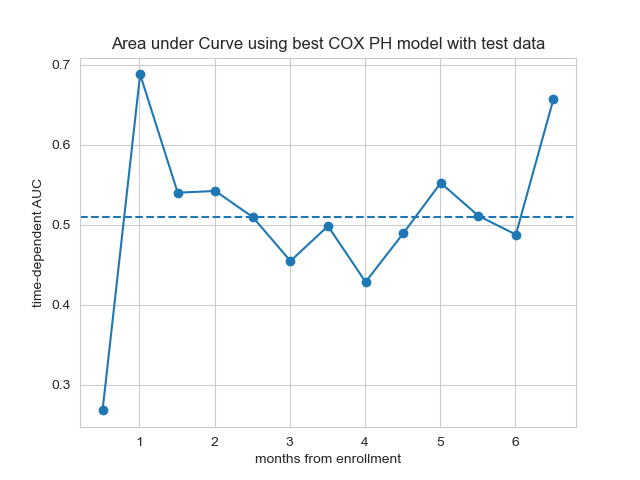 Area under Curve using best COX PH model with test data
0.7
0.6
0.5
0.4
0.3
time-dependent AUC
1 2 3 4 5 6
months from enrollment